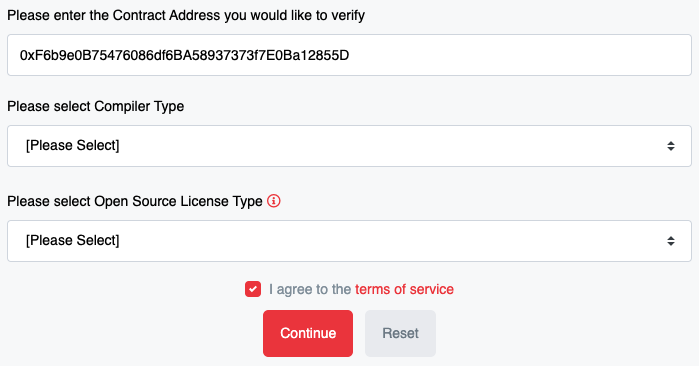 Please enter the Contract Address you would like to verify
0xF6b9e0B75476086df6BA58937373f7E0Ba12855D
Please select Compiler Type
[Please Select]
Please select Open Source License Type
[Please Select]
I agree to the terms of service
Continue Reset